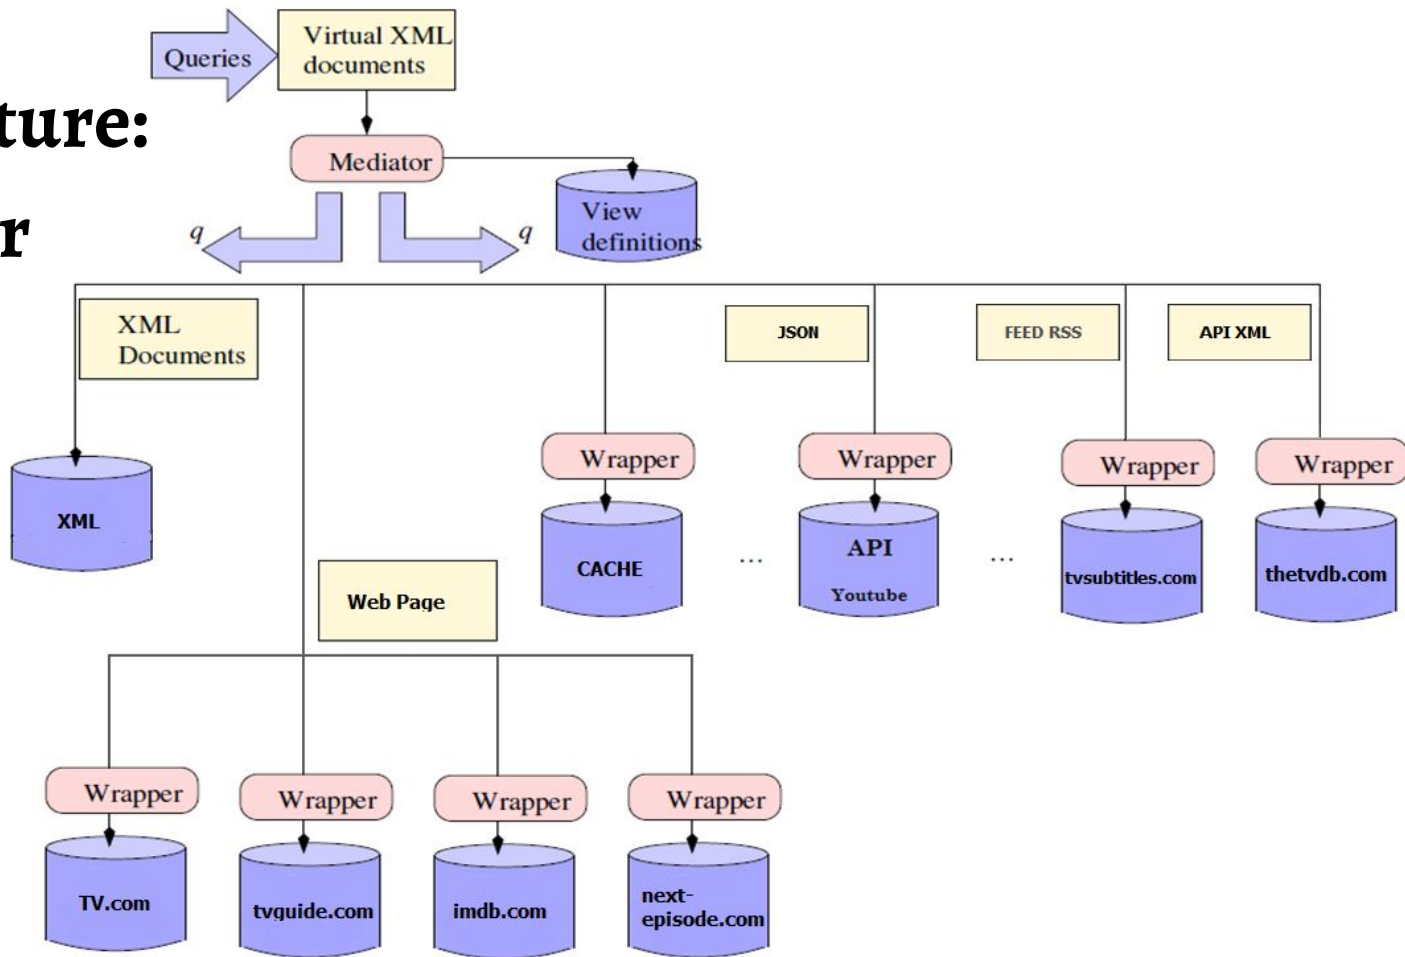 Queries
Virtual XML
documents
ture:
Mediator
r
q
q
View
definitions
XML
Documents
JSON
FEED RSS
API XML
Wrapper
Wrapper
Wrapper
Wrapper
XML
CACHE
...
API
Youtube
...
tvsubtitles.com
thetvdb.com
Web Page
Wrapper
Wrapper
Wrapper
Wrapper
TV.com
tvguide.com
imdb.com
next-
episode.com